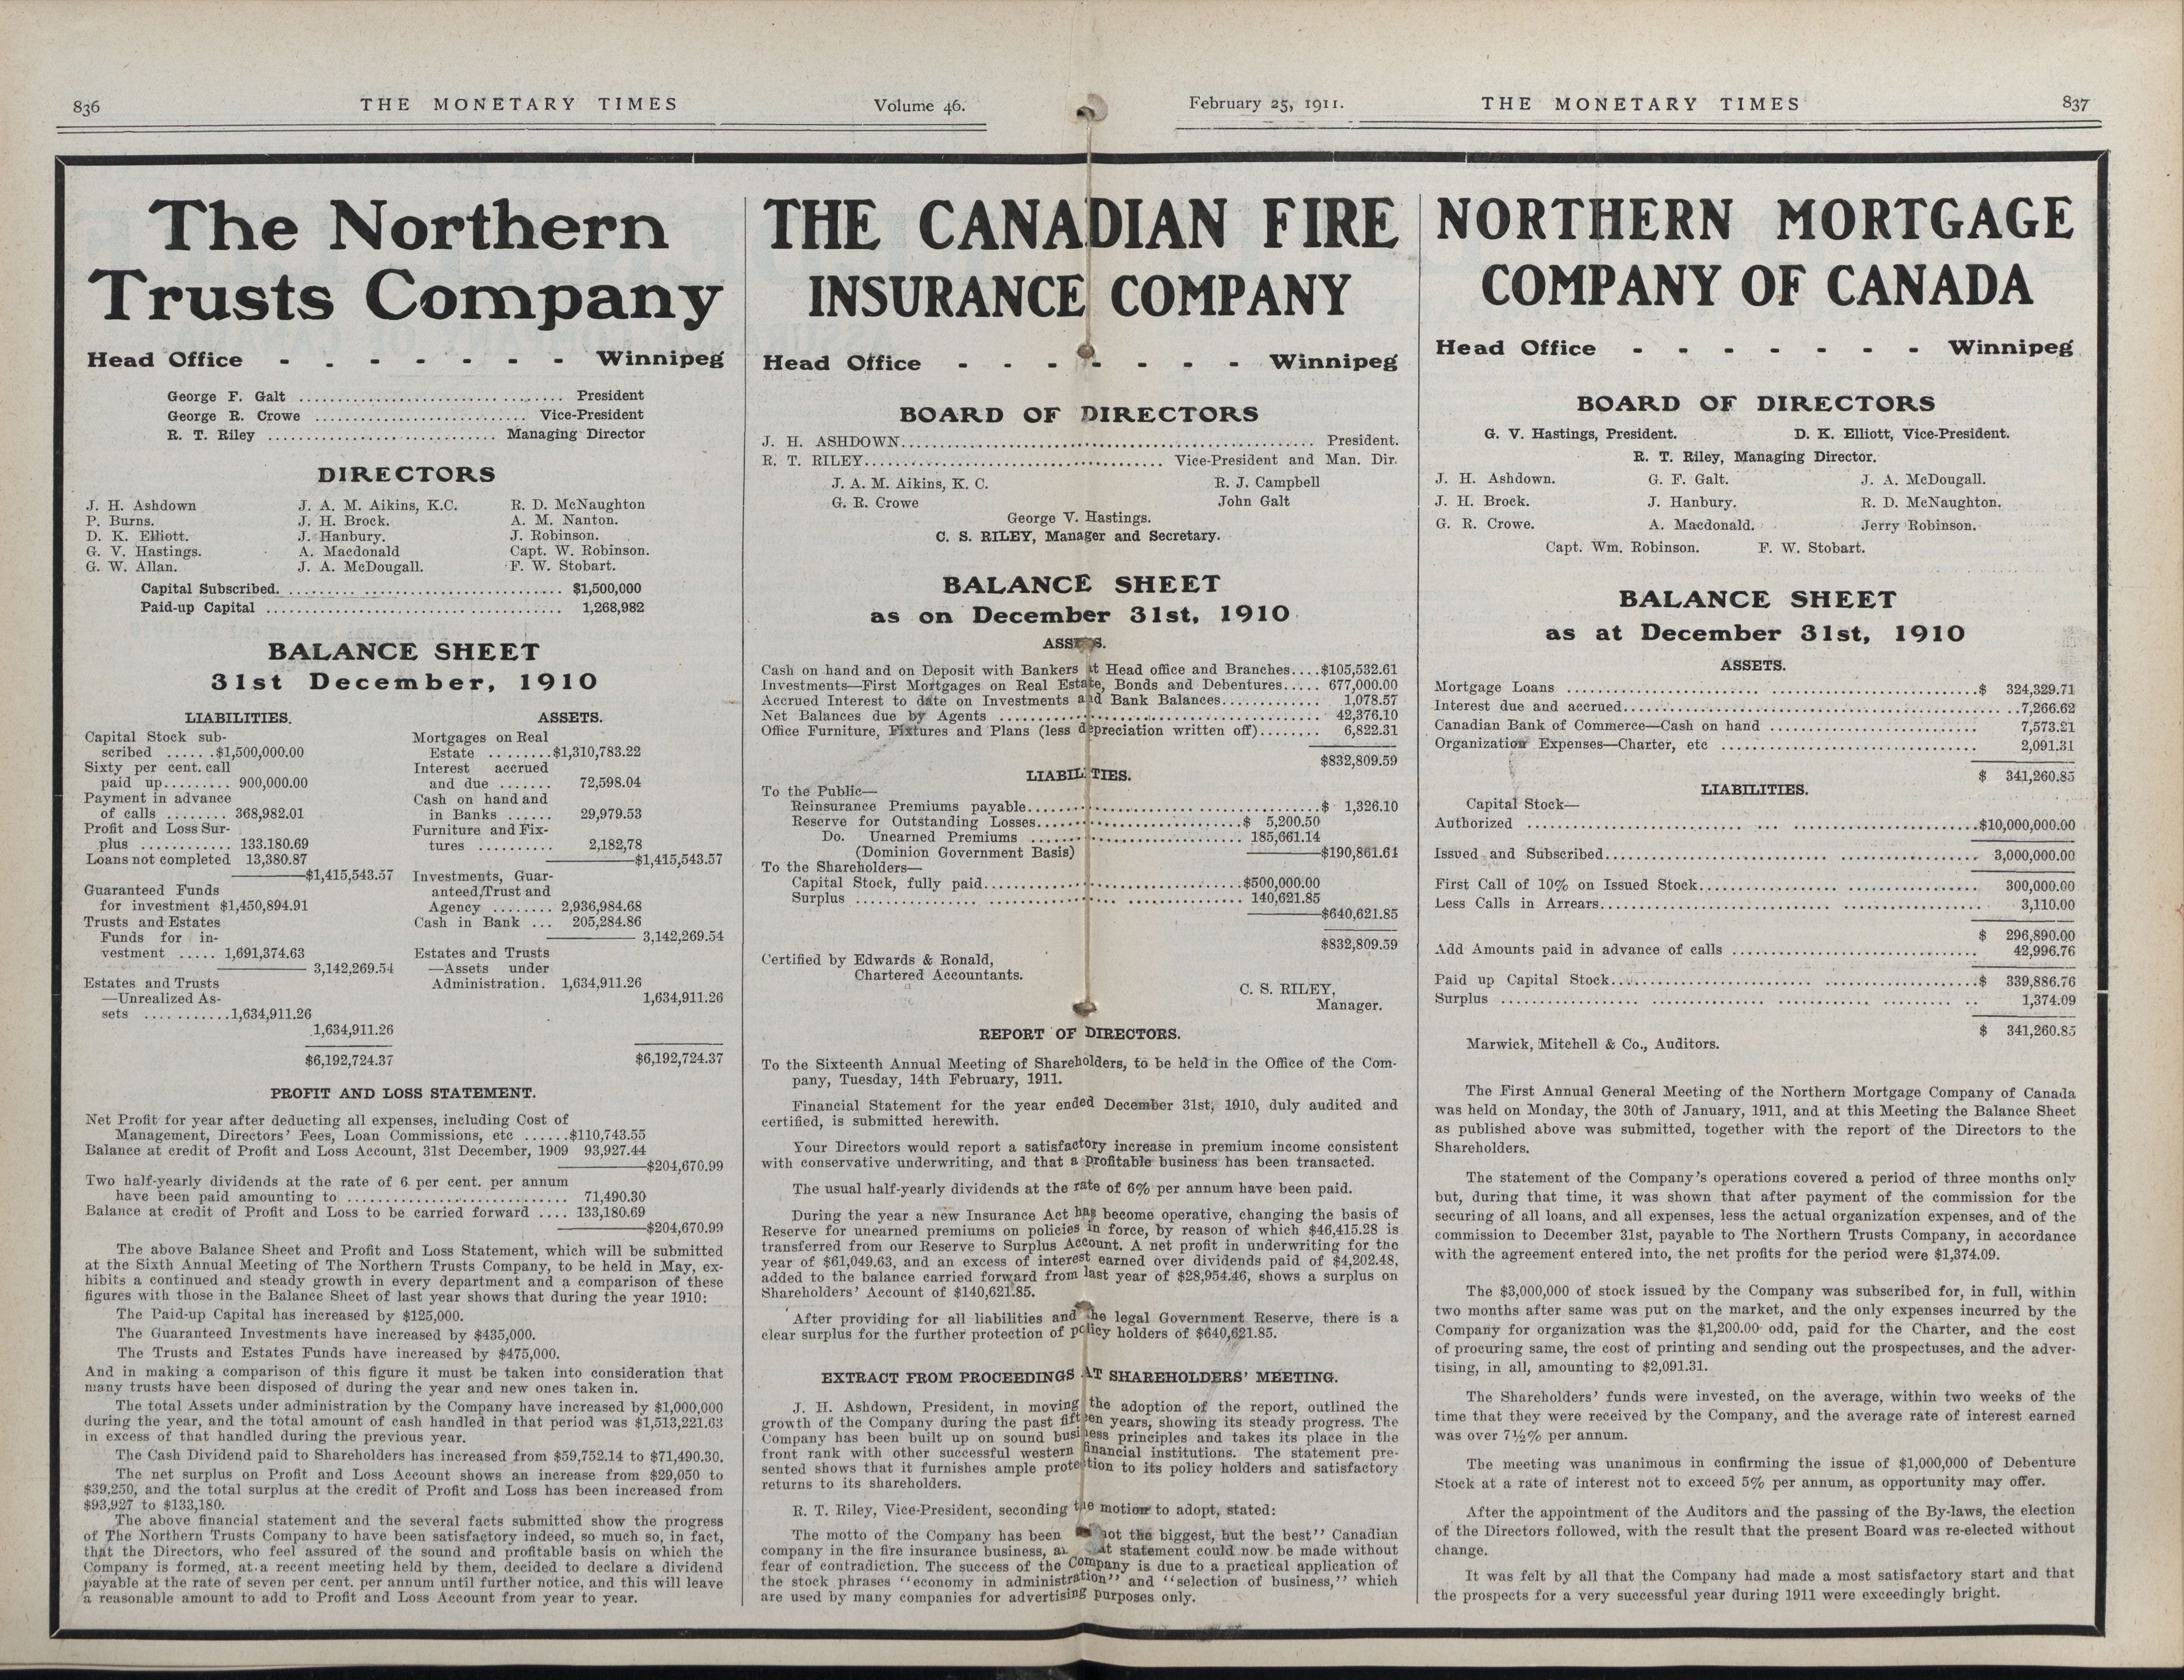 836 THE MONETARY TIMES Volume 46.
The Northern
Trusts Company
Head Office - - - - - - - Winnipeg
George F. Galt .......... President
George R. Crowe .......... Vice-President
R. T. Riley .......... Managing Director
DIRECTORS
J. H. Ashdown J. A. M. Aikins, K.C. R. D. McNaughton
P. Burns. J. H. Brock. A. M. Nanton.
D. K. Elliott. J. Hanbury. J. Robinson.
G. V. Hastings. A. Macdonald Capt. W. Robinson.
G. W. Allan. J. A. McDougall. F. W. Stobart.
Capital Subscribed. .......... $1,500,000
Paid-up Capital .......... 1,268,982
BALANCE SHEET
31st December, 1910
LIABILITIES.
Capital Stock sub-
scribed ...... $1,500,000.00
Sixty per cent. call
paid up......... 900,000.00
Payment in advance
of calls ........ 368,982.01
Profit and Loss Sur-
plus ............ 133.180.69
Loans not completed 13,380.87
$1,415,543.57
Guaranteed Funds
for investment $1,450,894.91
Trusts and Estates
Funds for in-
vestment ..... 1,691,374.63
3,142,269.54
Estates and Trusts
—Unrealized As-
sets ...........1,634,911.26
1,634,911.26
$6,192,724.37
ASSETS.
Mortgages on Real
Estate ........$1,310,783.22
Interest accrued
and due ....... 72,598.04
Cash on hand and
in Banks ...... 29,979.53
Furniture and Fix-
tures .......... 2,182,78
$1,415,543.57
Investments, Guar-
anteed,Trust and
Agency ........ 2,936,984.68
Cash in Bank ... 205,284.86
3,142,269.54
Estates and Trusts
—Assets under
Administration. 1,634,911.26
1,634,911.26
$6,192,724.37
PROFIT AND LOSS STATEMENT.
Net Profit for year after deducting all expenses, including Cost of
Management, Directors' Fees, Loan Commissions, etc ......$110,743.55
Balance at credit of Profit and Loss Account, 31st December, 1909 93,927.44
$204,670.99
Two half-yearly dividends at the rate of 6 per cent. per annum
have been paid amounting to .......... 71,490.30
Balance at credit of Profit and Loss to be carried forward .... 133,180.69
$204,670.99
The above Balance Sheet and Profit and Loss Statement, which will be submitted
at the Sixth Annual Meeting of The Northern Trusts Company, to be held in May, ex-
hibits a continued and steady growth in every department and a comparison of these
figures with those in the Balance Sheet of last year shows that during the year 1910:
The Paid-up Capital has increased by $125,000.
The Guaranteed Investments have increased by $435,000.
The Trusts and Estates Funds have increased by $475,000.
And in making a comparison of this figure it must be taken into consideration that
many trusts have been disposed of during the year and new ones taken in.
The total Assets under administration by the Company have increased by $1,000,000
during the year, and the total amount of cash handled in that period was $1,513,221.63
in excess of that handled during the previous year.
The Cash Dividend paid to Shareholders has increased from $59,752.14 to $71,490.30.
The net surplus on Profit and Loss Account shows an increase from $29,050 to
$39,250, and the total surplus at the credit of Profit and Loss has been increased from
$93,927 to $133,180.
The above financial statement and the several facts submitted show the progress
of The Northern Trusts Company to have been satisfactory indeed, so much so, in fact,
that the Directors, who feel assured of the sound and profitable basis on which the
Company is formed, at a recent meeting held by them, decided to declare a dividend
payable at the rate of seven per cent. per annum until further notice, and this will leave
a reasonable amount to add to Profit and Loss Account from year to year.
February 25, 1911. THE MONETARY TIMES 837
THE CANADIAN FIRE
INSURANCE COMPANY
Head Office - - - - - - - Winnipeg
BOARD OF DIRECTORS
J. H. ASHDOWN.......... President.
R. T. RILEY.......... Vice-President and Man. Dir.
J. A. M. Aikins, K. C. R. J. Campbell
G. R. Crowe John Galt
George V. Hastings.
C. S. RILEY, Manager and Secretary.
BALANCE SHEET
as on December 31st, 1910
ASSETS.
Cash on hand and on Deposit with Bankers at Head office and Branches....$105,532.61
Investments—First Mortgages on Real Estate, Bonds and Debentures..... 677,000.00
Accrued Interest to date on Investments and Bank Balances............ 1,078.57
Net Balances due by Agents .......... 42,376.10
Office Furniture, Fixtures and Plans (less depreciation written off)........ 6,822.31
$832,809.59
LIABILITIES.
To the Public—
Reinsurance Premiums payable..........$ 1,326.10
Reserve for Outstanding Losses..........$ 5,200.50
Do. Unearned Premiums .......... 185,661.14
(Dominion Government Basis) $190,861.64
To the Shareholders—
Capital Stock, fully paid..........$500,000.00
Surplus .......... 140,621.85
$640,621.85
$832,809.59
Certified by Edwards & Ronald,
Chartered Accountants.
C. S. RILEY,
Manager.
REPORT OF DIRECTORS.
To the Sixteenth Annual Meeting of Shareholders, to be held in the Office of the Com-
pany, Tuesday, 14th February, 1911.
Financial Statement for the year ended December 31st, 1910, duly audited and
certified, is submitted herewith.
Your Directors would report a satisfactory increase in premium income consistent
with conservative underwriting, and that a profitable business has been transacted.
The usual half-yearly dividends at the rate of 6% per annum have been paid.
During the year a new Insurance Act has become operative, changing the basis of
Reserve for unearned premiums on policies in force, by reason of which $46,415.28 is
transferred from our Reserve to Surplus Account. A net profit in underwriting for the
year of $61,049.63, and an excess of interest earned over dividends paid of $4,202.48,
added to the balance carried forward from last year of $28,954.46, shows a surplus on
Shareholders' Account of $140,621.85.
After providing for all liabilities and the legal Government Reserve, there is a
clear surplus for the further protection of policy holders of $640,621.85.
EXTRACT FROM PROCEEDINGS AT SHAREHOLDERS' MEETING.
J. H. Ashdown, President, in moving the adoption of the report, outlined the
growth of the Company during the past fifteen years, showing its steady progress. The
Company has been built up on sound business principles and takes its place in the
front rank with other successful western financial institutions. The statement pre-
sented shows that it furnishes ample protection to its policy holders and satisfactory
returns to its shareholders.
R. T. Riley, Vice-President, seconding the motion to adopt, stated:
The motto of the Company has been not the biggest, but the best'' Canadian
company in the fire insurance business, statement could now be made without
fear of contradiction. The success of the Company is due to a practical application of
the stock phrases ''economy in administration'' and ''selection of business,'' which
are used by many companies for advertising purposes only.
NORTHERN MORTGAGE
COMPANY OF CANADA
Head Office - - - - - - - Winnipeg
BOARD OF DIRECTORS
G. V. Hastings, President. D. K. Elliott, Vice-President.
R. T. Riley, Managing Director.
J. H. Ashdown. G. F. Galt. J. A. McDougall.
J. H. Brock. J. Hanbury. R. D. McNaughton.
G. R. Crowe. A. Macdonald. Jerry Robinson.
Capt. Wm. Robinson. F. W. Stobart.
BALANCE SHEET
as at December 31st, 1910
ASSETS.
Mortgage Loans ..........$ 324,329.71
Interest due and accrued.......... 7,266.62
Canadian Bank of Commerce—Cash on hand .......... 7,573.21
Organization Expenses—Charter, etc .......... 2,091.31
$ 341,260.85
LIABILITIES.
Capital Stock—
Authorized ..........$10,000,000.00
Issued and Subscribed.......... 3,000,000.00
First Call of 10% on Issued Stock.......... 300,000.00
Less Calls in Arrears.......... 3,110.00
$ 296,890.00
Add Amounts paid in advance of calls .......... 42,996.76
Paid up Capital Stock..........$ 339,886.76
Surplus .......... 1,374.09
$ 341,260.85
Marwick, Mitchell & Co., Auditors.
The First Annual General Meeting of the Northern Mortgage Company of Canada
was held on Monday, the 30th of January, 1911, and at this Meeting the Balance Sheet
as published above was submitted, together with the report of the Directors to the
Shareholders.
The statement of the Company's operations covered a period of three months only
but, during that time, it was shown that after payment of the commission for the
securing of all loans, and all expenses, less the actual organization expenses, and of the
commission to December 31st, payable to The Northern Trusts Company, in accordance
with the agreement entered into, the net profits for the period were $1,374.09.
The $3,000,000 of stock issued by the Company was subscribed for, in full, within
two months after same was put on the market, and the only expenses incurred by the
Company for organization was the $1,200.00 odd, paid for the Charter, and the cost
of procuring same, the cost of printing and sending out the prospectuses, and the adver-
tising, in all, amounting to $2,091.31.
The Shareholders' funds were invested, on the average, within two weeks of the
time that they were received by the Company, and the average rate of interest earned
was over 7½% per annum.
The meeting was unanimous in confirming the issue of $1,000,000 of Debenture
Stock at a rate of interest not to exceed 5% per annum, as opportunity may offer.
After the appointment of the Auditors and the passing of the By-laws, the election
of the Directors followed, with the result that the present Board was re-elected without
change.
It was felt by all that the Company had made a most satisfactory start and that
the prospects for a very successful year during 1911 were exceedingly bright.